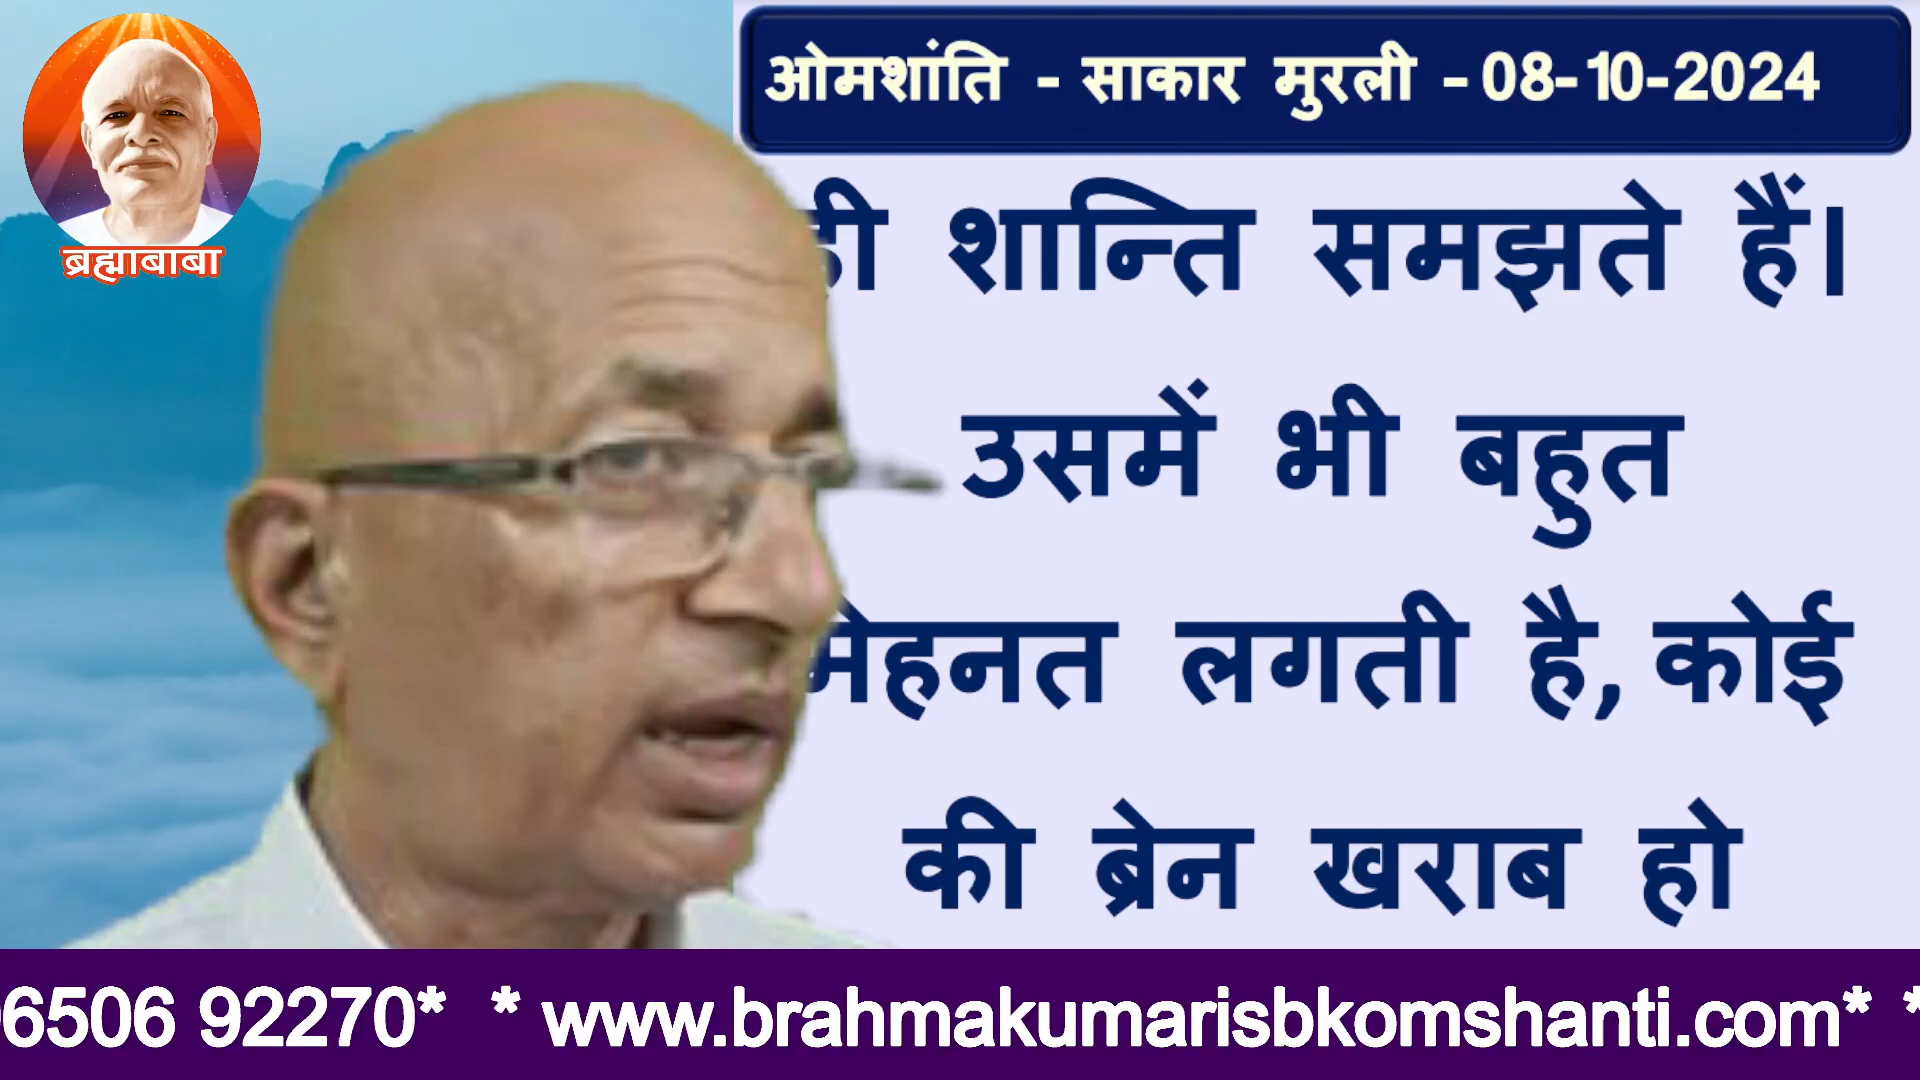 ब्रह्माबाबा
ओमशांति - साकार मुरली - 08-10-2024
शान्ति समझते हैं।
उसमें भी बहुत
मेहनत लगती है, कोई
की ब्रेन खराब हो
6506 92270* * www.brahmakumarisbkomshanti.com* *